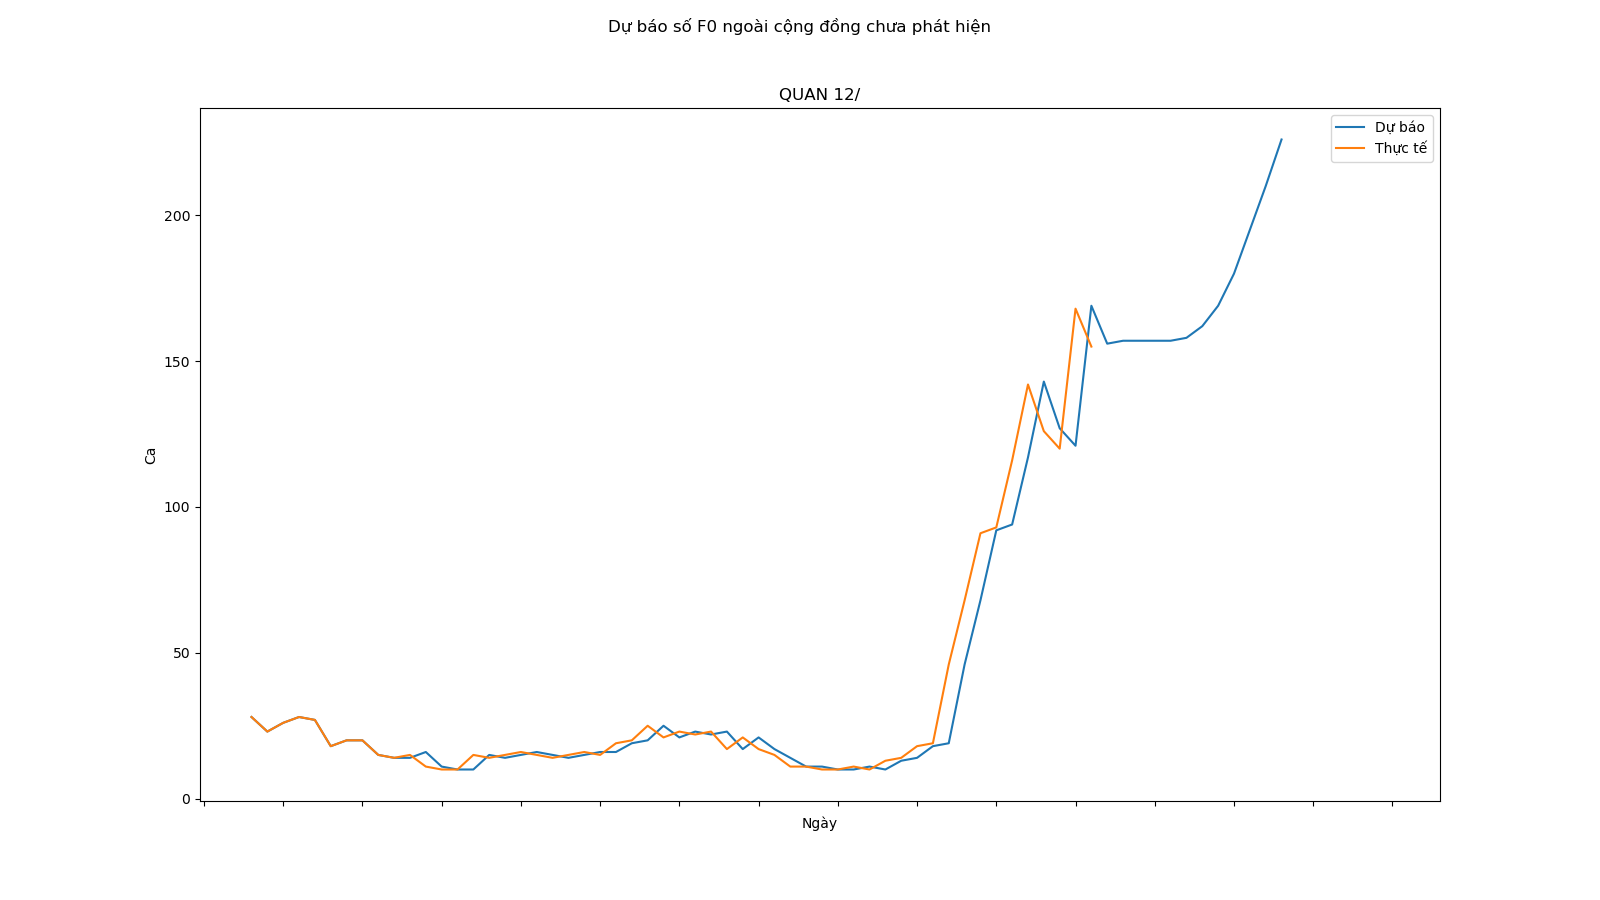 Dự báo số F0 ngoài cộng đồng chưa phát hiện
QUAN 12/
Dự báo
Thực tế
200
150
100
50
0
Ca
Ngày